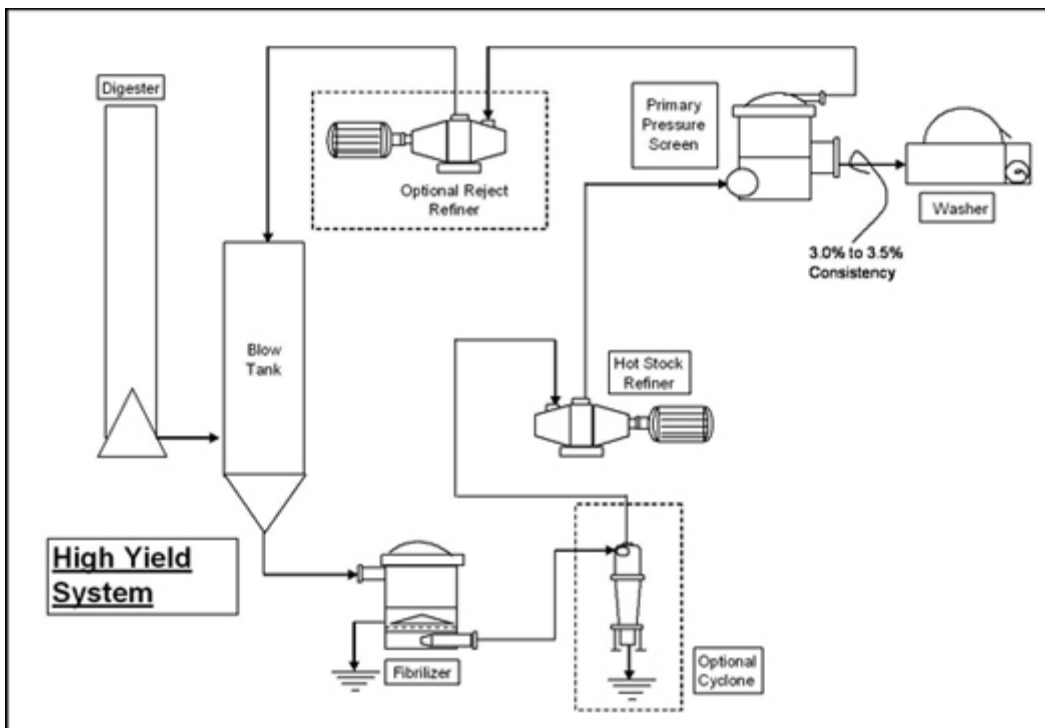 Digester
Optional Reject
Refiner
Primary
Pressure
Screen
Washer
3.0% to 3.5%
Consistency
Blow
Tank
Hot Stock
Refiner
High Yield
System
Fibrilizer
Optional
Cyclone